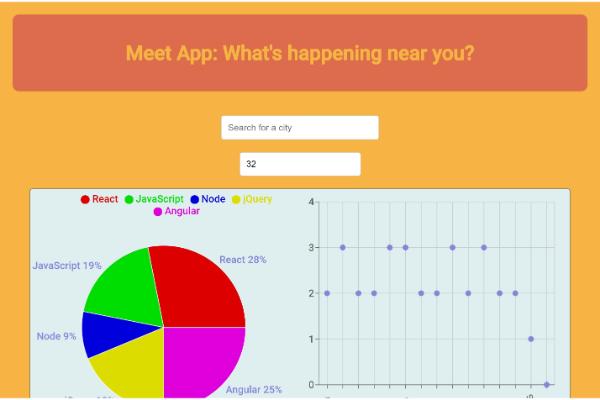 Meet App: What's happening near you?
Search for a city
32
React JavaScript Node jQuery
Angular
JavaScript 19%
React 28%
Node 9%
Angular 25%
4
3
2
1
0